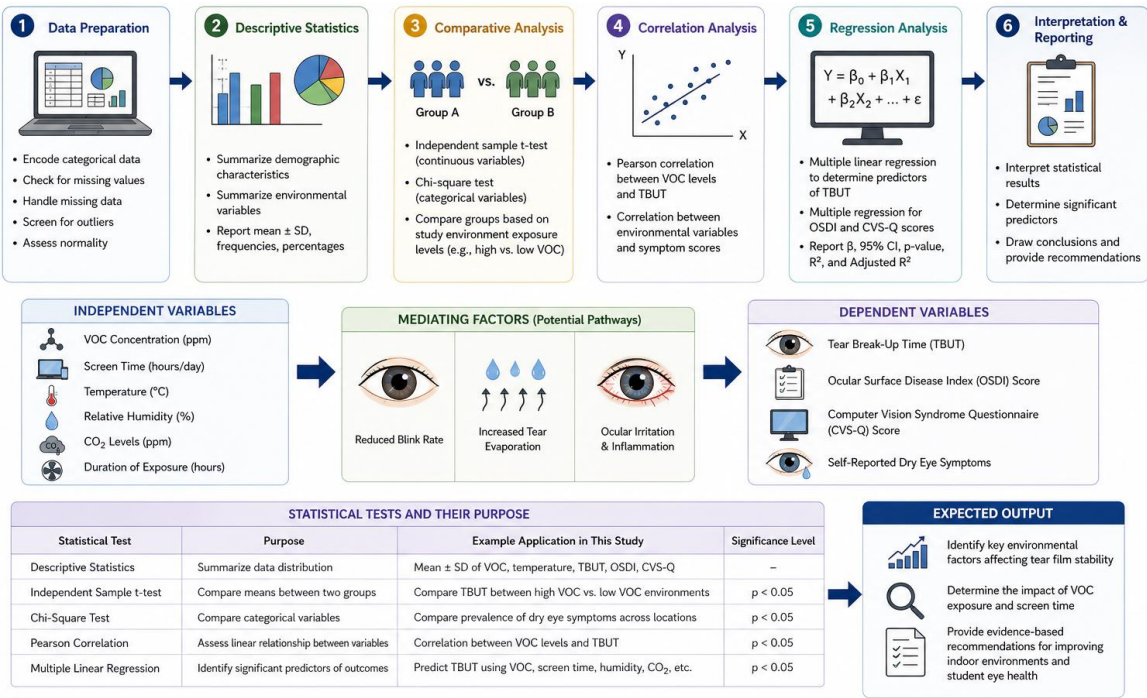 1 Data Preparation
• Encode categorical data
• Check for missing values
• Handle missing data
• Screen for outliers
• Assess normality
2 Descriptive Statistics
• Summarize demographic
characteristics
• Summarize environmental
variables
• Report mean ± SD,
frequencies, percentages
3 Comparative Analysis
vs.
Group A Group B
• Independent sample t-test
(continuous variables)
• Chi-square test
(categorical variables)
• Compare groups based on
study environment exposure
levels (e.g., high vs. low VOC)
4 Correlation Analysis
Y
X
• Pearson correlation
between VOC levels
and TBUT
• Correlation between
environmental variables
and symptom scores
5 Regression Analysis
Y = β₀ + β₁X₁
+ β₂X₂ + ... + ε
• Multiple linear regression
to determine predictors
of TBUT
• Multiple regression for
OSDI and CVS-Q scores
• Report β, 95% CI, p-value,
R², and Adjusted R²
6 Interpretation &
Reporting
• Interpret statistical
results
• Determine significant
predictors
• Draw conclusions and
provide recommendations
INDEPENDENT VARIABLES
VOC Concentration (ppm)
Screen Time (hours/day)
Temperature (°C)
Relative Humidity (%)
CO₂ CO₂ Levels (ppm)
Duration of Exposure (hours)
MEDIATING FACTORS (Potential Pathways)
Reduced Blink Rate
Increased Tear
Evaporation
Ocular Irritation
& Inflammation
DEPENDENT VARIABLES
Tear Break-Up Time (TBUT)
Ocular Surface Disease Index (OSDI) Score
Computer Vision Syndrome Questionnaire
(CVS-Q) Score
Self-Reported Dry Eye Symptoms
STATISTICAL TESTS AND THEIR PURPOSE
Statistical Test Purpose Example Application in This Study Significance Level
Descriptive Statistics Summarize data distribution Mean ± SD of VOC, temperature, TBUT, OSDI, CVS-Q –
Independent Sample t-test Compare means between two groups Compare TBUT between high VOC vs. low VOC environments p < 0.05
Chi-Square Test Compare categorical variables Compare prevalence of dry eye symptoms across locations p < 0.05
Pearson Correlation Assess linear relationship between variables Correlation between VOC levels and TBUT p < 0.05
Multiple Linear Regression Identify significant predictors of outcomes Predict TBUT using VOC, screen time, humidity, CO₂, etc. p < 0.05
EXPECTED OUTPUT
Identify key environmental
factors affecting tear film stability
Determine the impact of VOC
exposure and screen time
Provide evidence-based
recommendations for improving
indoor environments and
student eye health